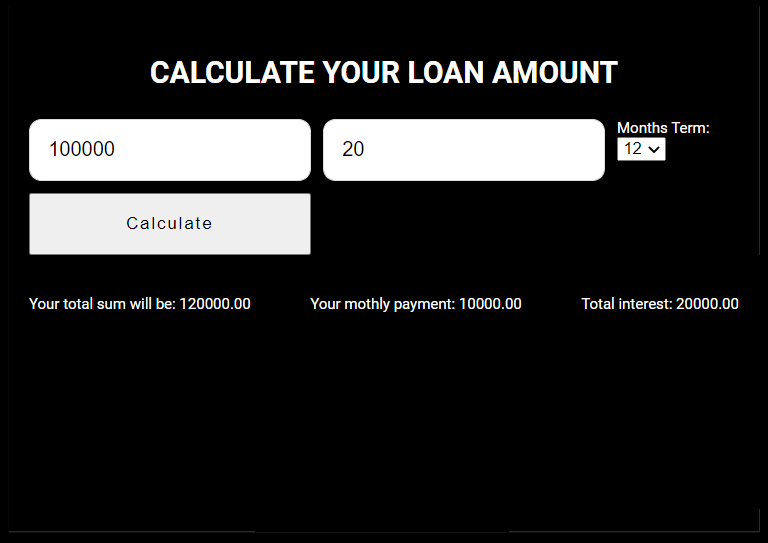 CALCULATE YOUR LOAN AMOUNT
100000
20
Months Term:
12
Calculate
Your total sum will be: 120000.00
Your mothly payment: 10000.00
Total interest: 20000.00